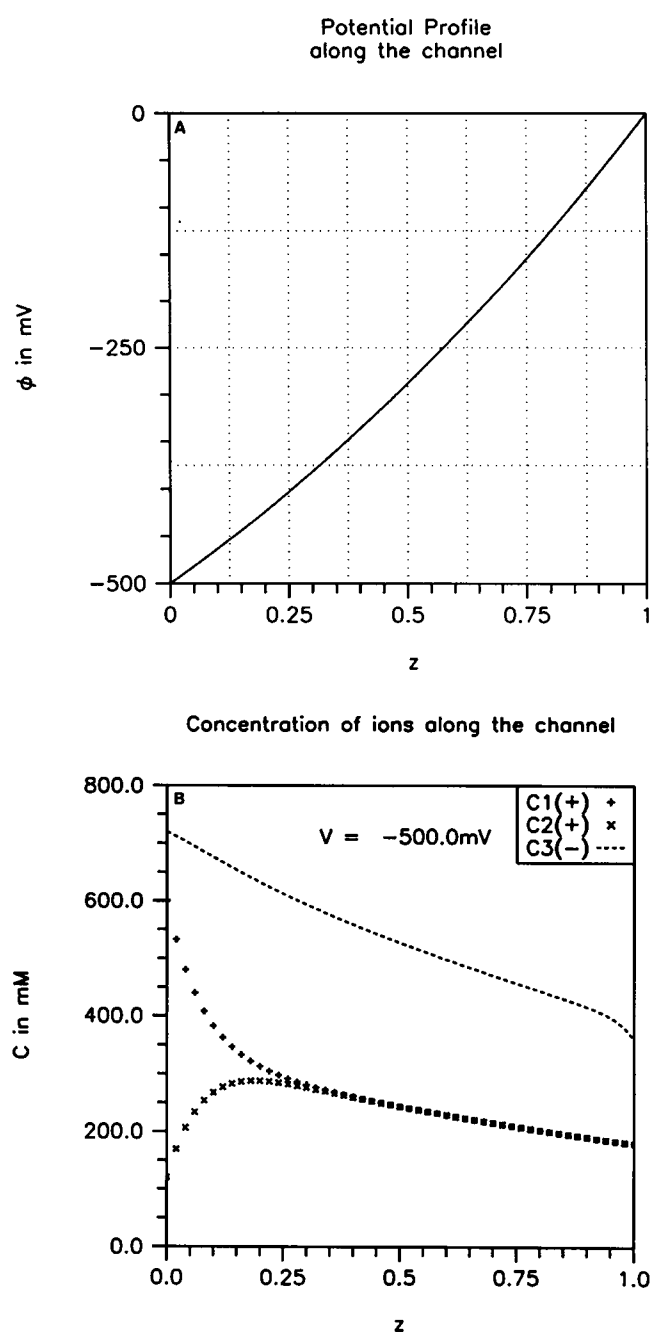 Potential Profile
along the channel
A
0
-250
-500
ϕ in mV
0 0.25 0.5 0.75 1
z
Concentration of ions along the channel
B
V = -500.0mV
C1(+) +
C2(+) ×
C3(-) -----
800.0
600.0
400.0
200.0
0.0
C in mM
0.0 0.25 0.5 0.75 1.0
z